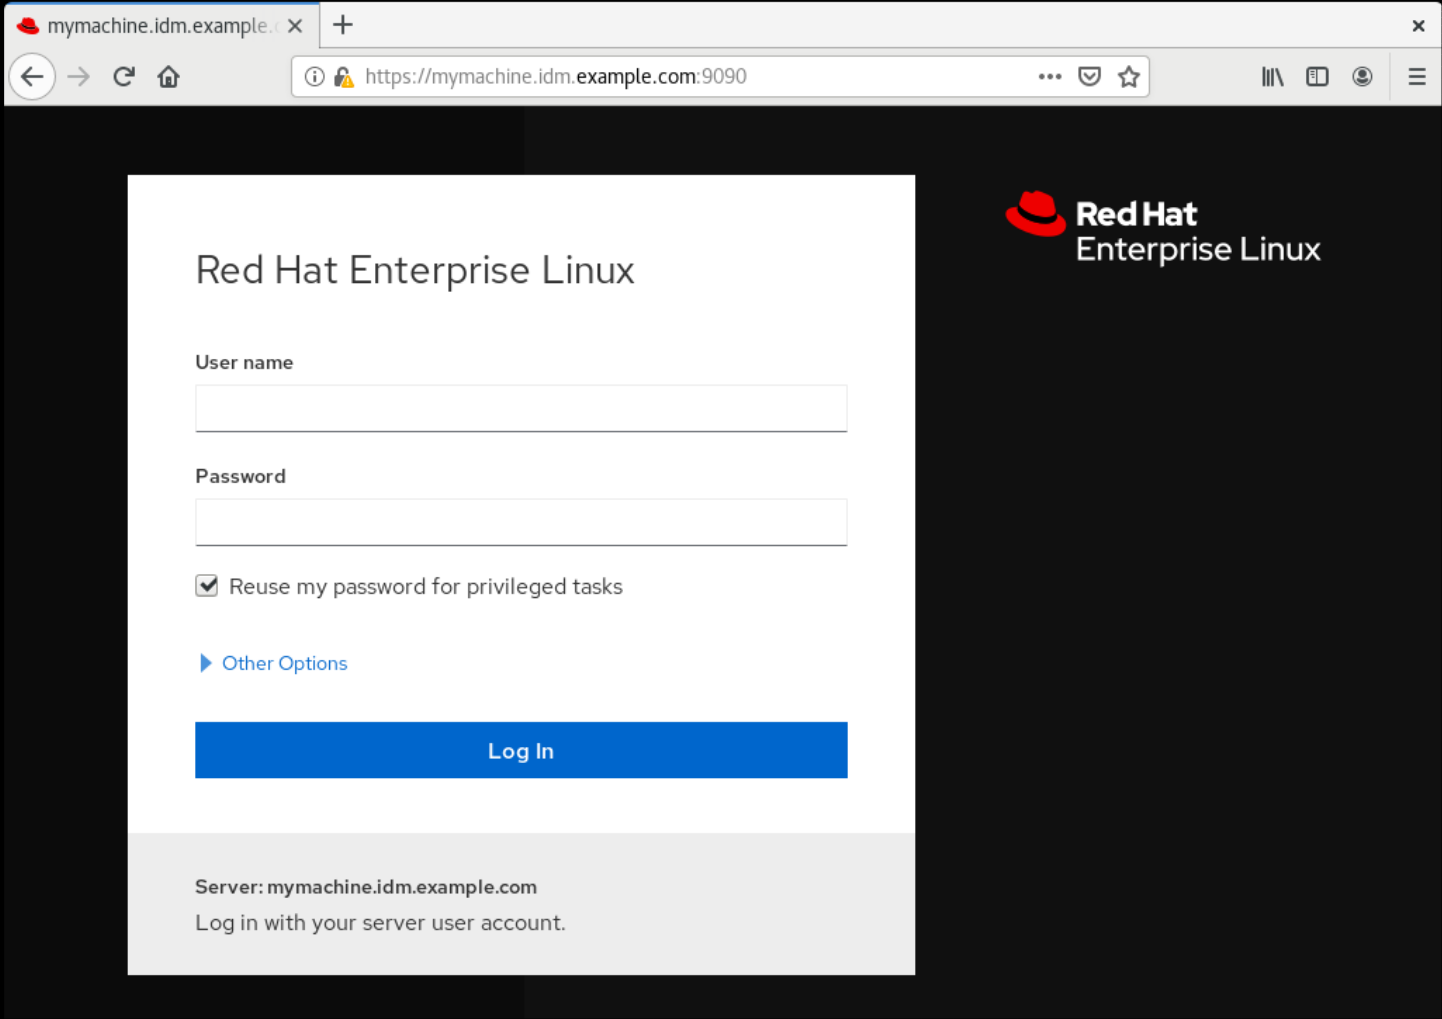 mymachine.idm.example.
https://mymachine.idm.example.com:9090
Red Hat
Enterprise Linux
Red Hat Enterprise Linux
User name
Password
Reuse my password for privileged tasks
Other Options
Log In
Server: mymachine.idm.example.com
Log in with your server user account.